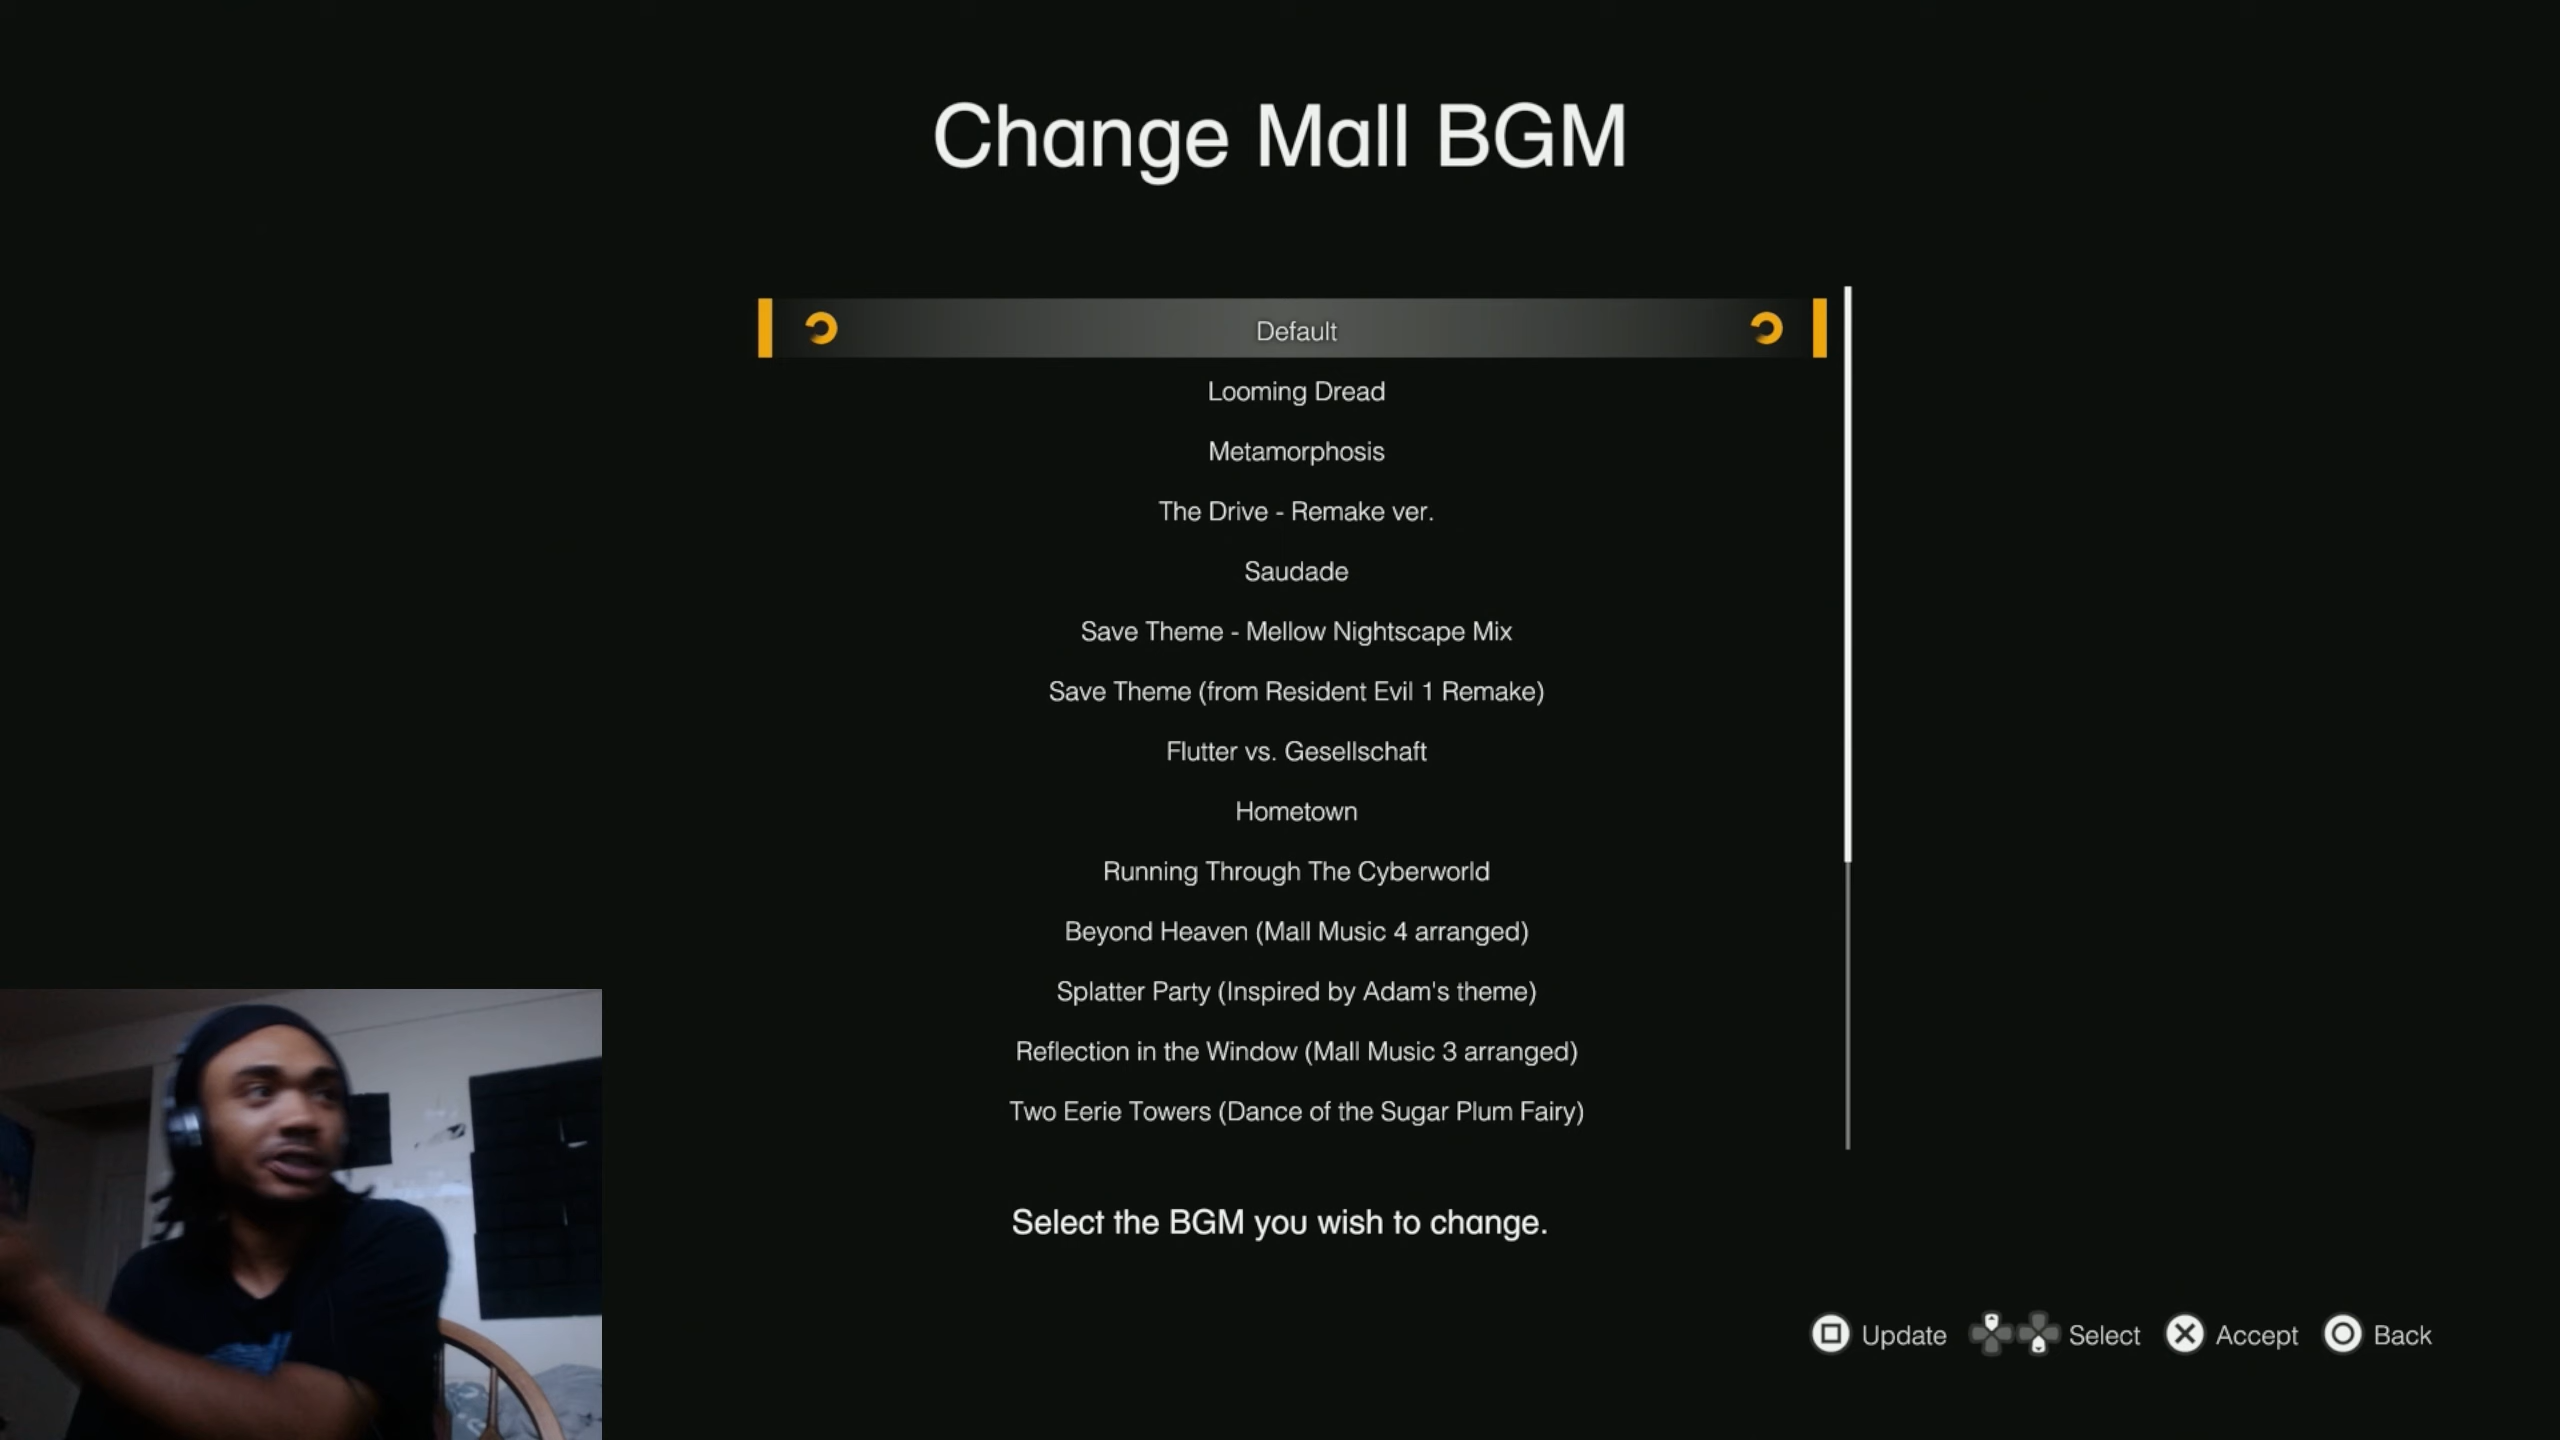 Change Mall BGM
Default
Looming Dread
Metamorphosis
The Drive - Remake ver.
Saudade
Save Theme - Mellow Nightscape Mix
Save Theme (from Resident Evil 1 Remake)
Flutter vs. Gesellschaft
Hometown
Running Through The Cyberworld
Beyond Heaven (Mall Music 4 arranged)
Splatter Party (Inspired by Adam's theme)
Reflection in the Window (Mall Music 3 arranged)
Two Eerie Towers (Dance of the Sugar Plum Fairy)
Select the BGM you wish to change.
Update Select Accept Back